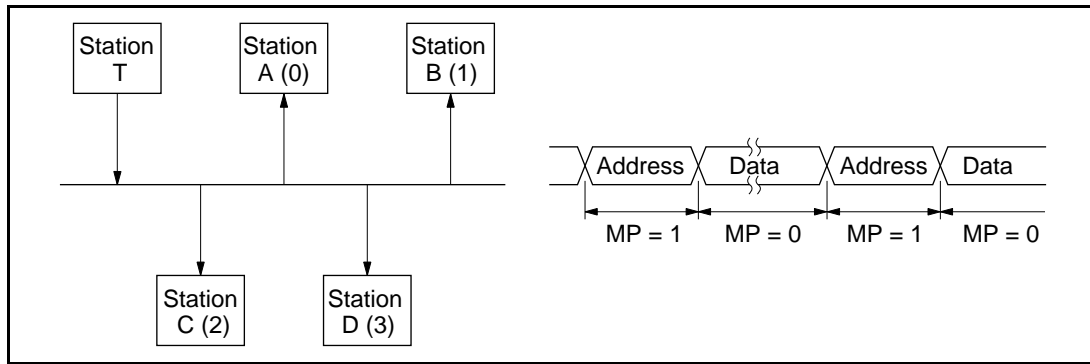 Station
T
Station
A (0)
Station
B (1)
Station
C (2)
Station
D (3)
Address
Data
Address
Data
MP = 1
MP = 0
MP = 1
MP = 0